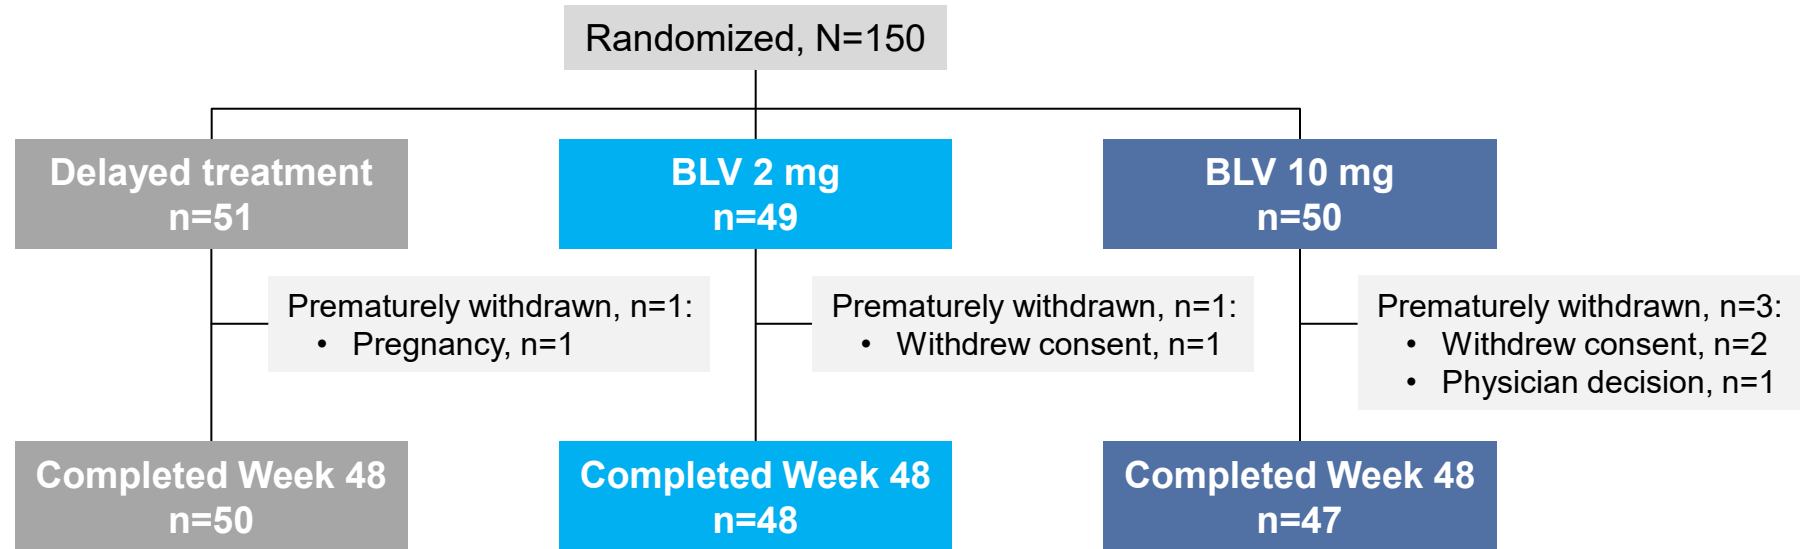 Randomized, N=150
Delayed treatment
n=51
BLV 2 mg
n=49
BLV 10 mg
n=50
Prematurely withdrawn, n=1:
• Pregnancy, n=1
Prematurely withdrawn, n=1:
• Withdrew consent, n=1
Prematurely withdrawn, n=3:
• Withdrew consent, n=2
• Physician decision, n=1
Completed Week 48
n=50
Completed Week 48
n=48
Completed Week 48
n=47